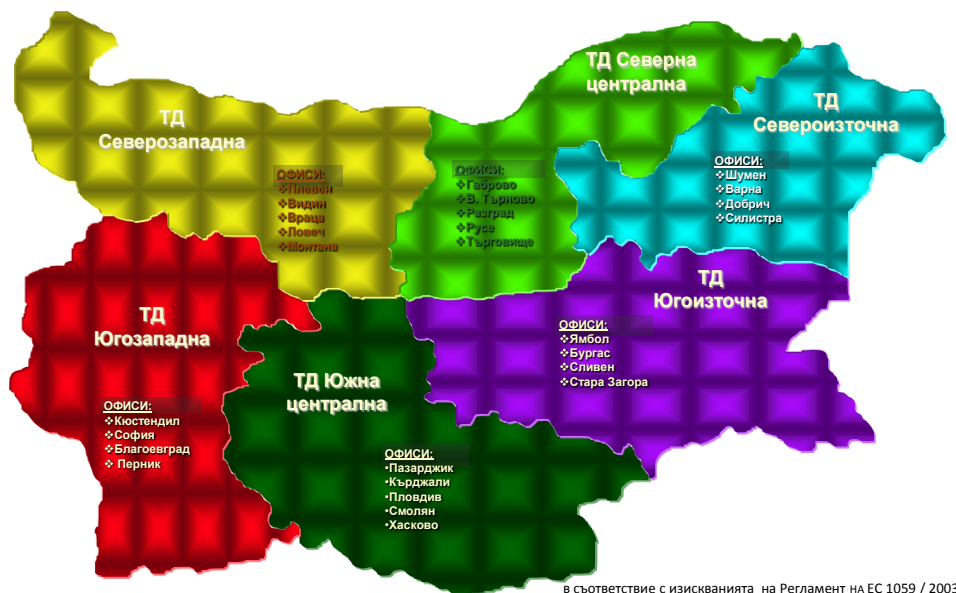 ТД Северна
централна
ТД
Североизточна
ТД
Северозападна
ОФИСИ:
❖Плевен
❖Видин
❖Враца
❖Ловеч
❖Монтана
ОФИСИ:
❖Габрово
❖В. Търново
❖Разград
❖Русе
❖Търговище
ОФИСИ:
❖Шумен
❖Варна
❖Добрич
❖Силистра
ТД
Югозападна
ТД
Югоизточна
ОФИСИ:
❖Ямбол
❖Бургас
❖Сливен
❖Стара Загора
ТД Южна
централна
ОФИСИ:
❖Кюстендил
❖София
❖Благоевград
❖ Перник
ОФИСИ:
•Пазарджик
•Кърджали
•Пловдив
•Смолян
•Хасково
в съответствие с изискванията на Регламент НА ЕС 1059 / 2003